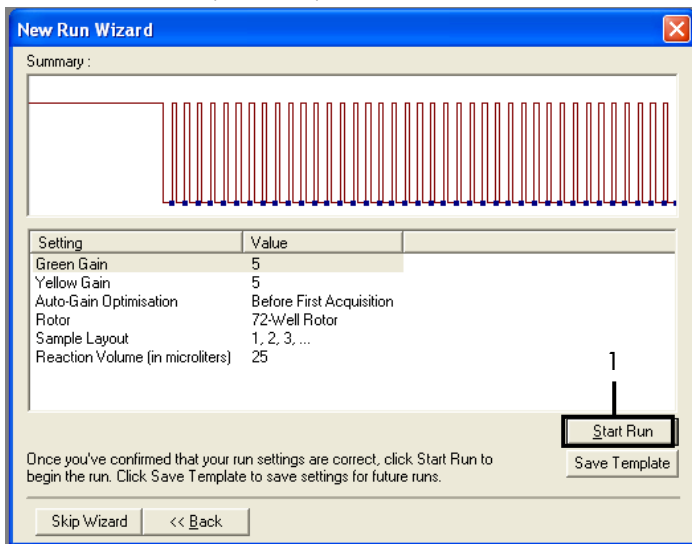 New Run Wizard
Summary :
Setting Value
Green Gain 5
Yellow Gain 5
Auto-Gain Optimisation Before First Acquisition
Rotor 72-Well Rotor
Sample Layout 1, 2, 3, ...
Reaction Volume (in microliters) 25
1
Start Run
Once you've confirmed that your run settings are correct, click Start Run to
begin the run. Click Save Template to save settings for future runs.
Save Template
Skip Wizard << Back